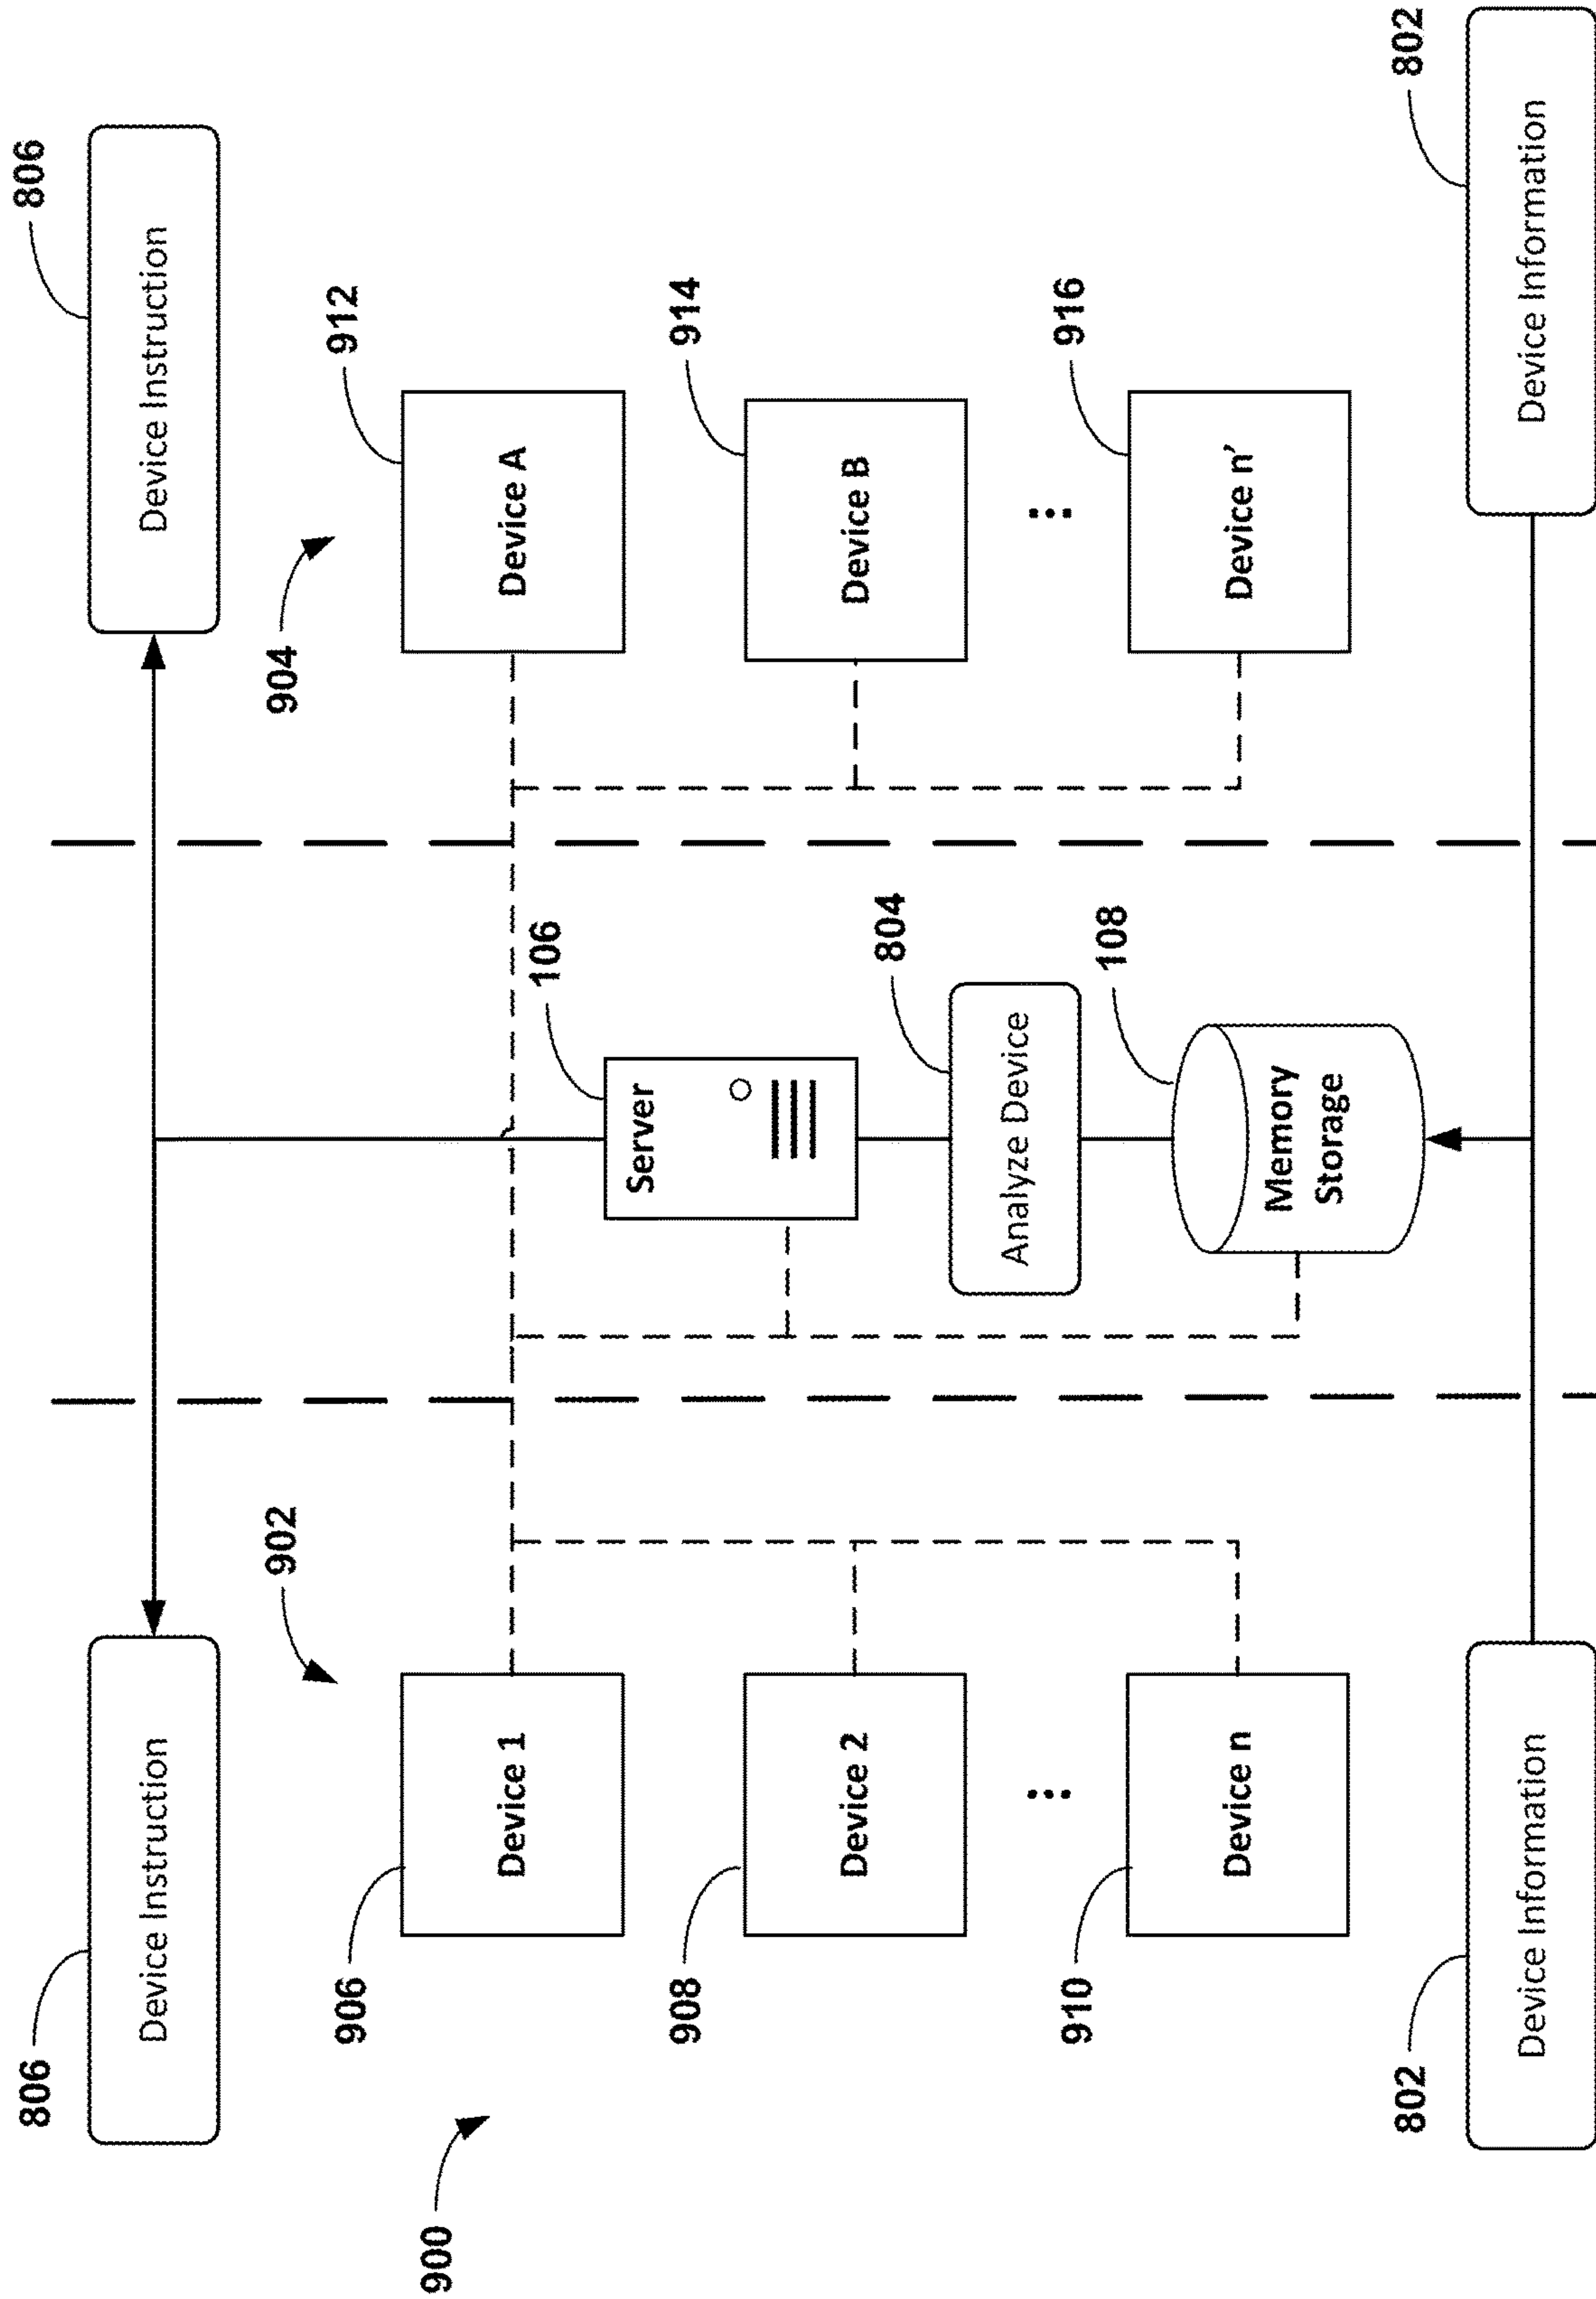 806
806
Device Instruction
Device Instruction
902
904
906
912
Device 1
Device A
900
106
Server
908
914
Device 2
Device B
804
Analyze Device
910
916
Device n
Device n'
108
Memory
Storage
802
802
Device Information
Device Information